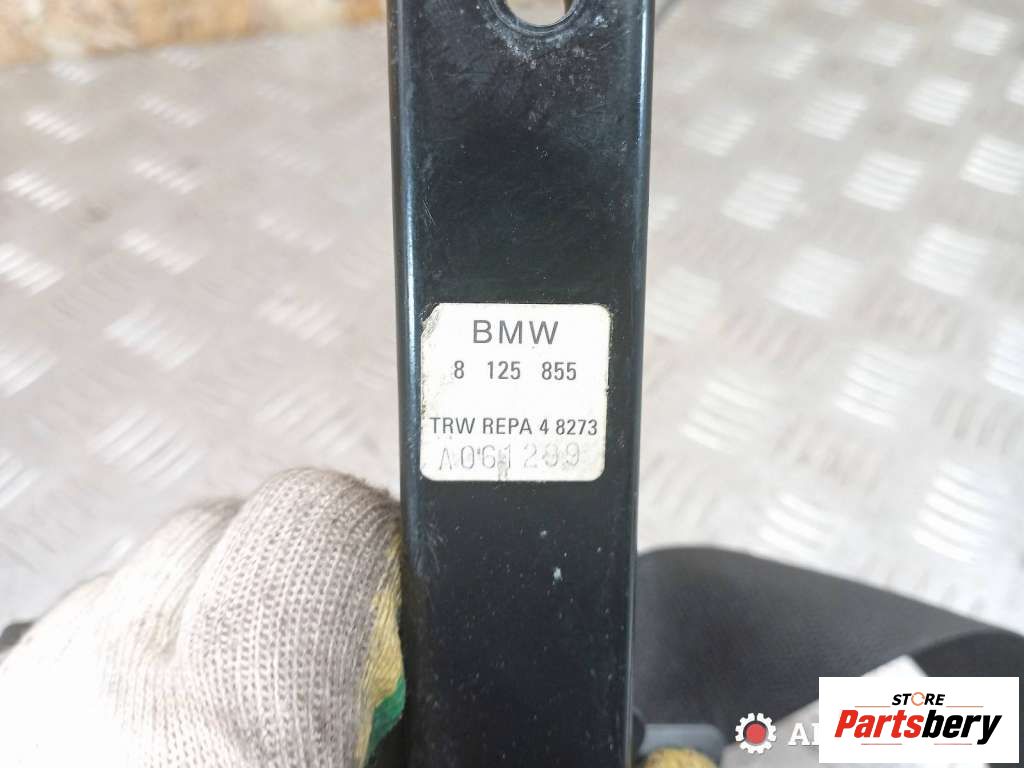 BMW
8 125 855
TRW REPA 4 8273
A061299
STORE
Partsbery